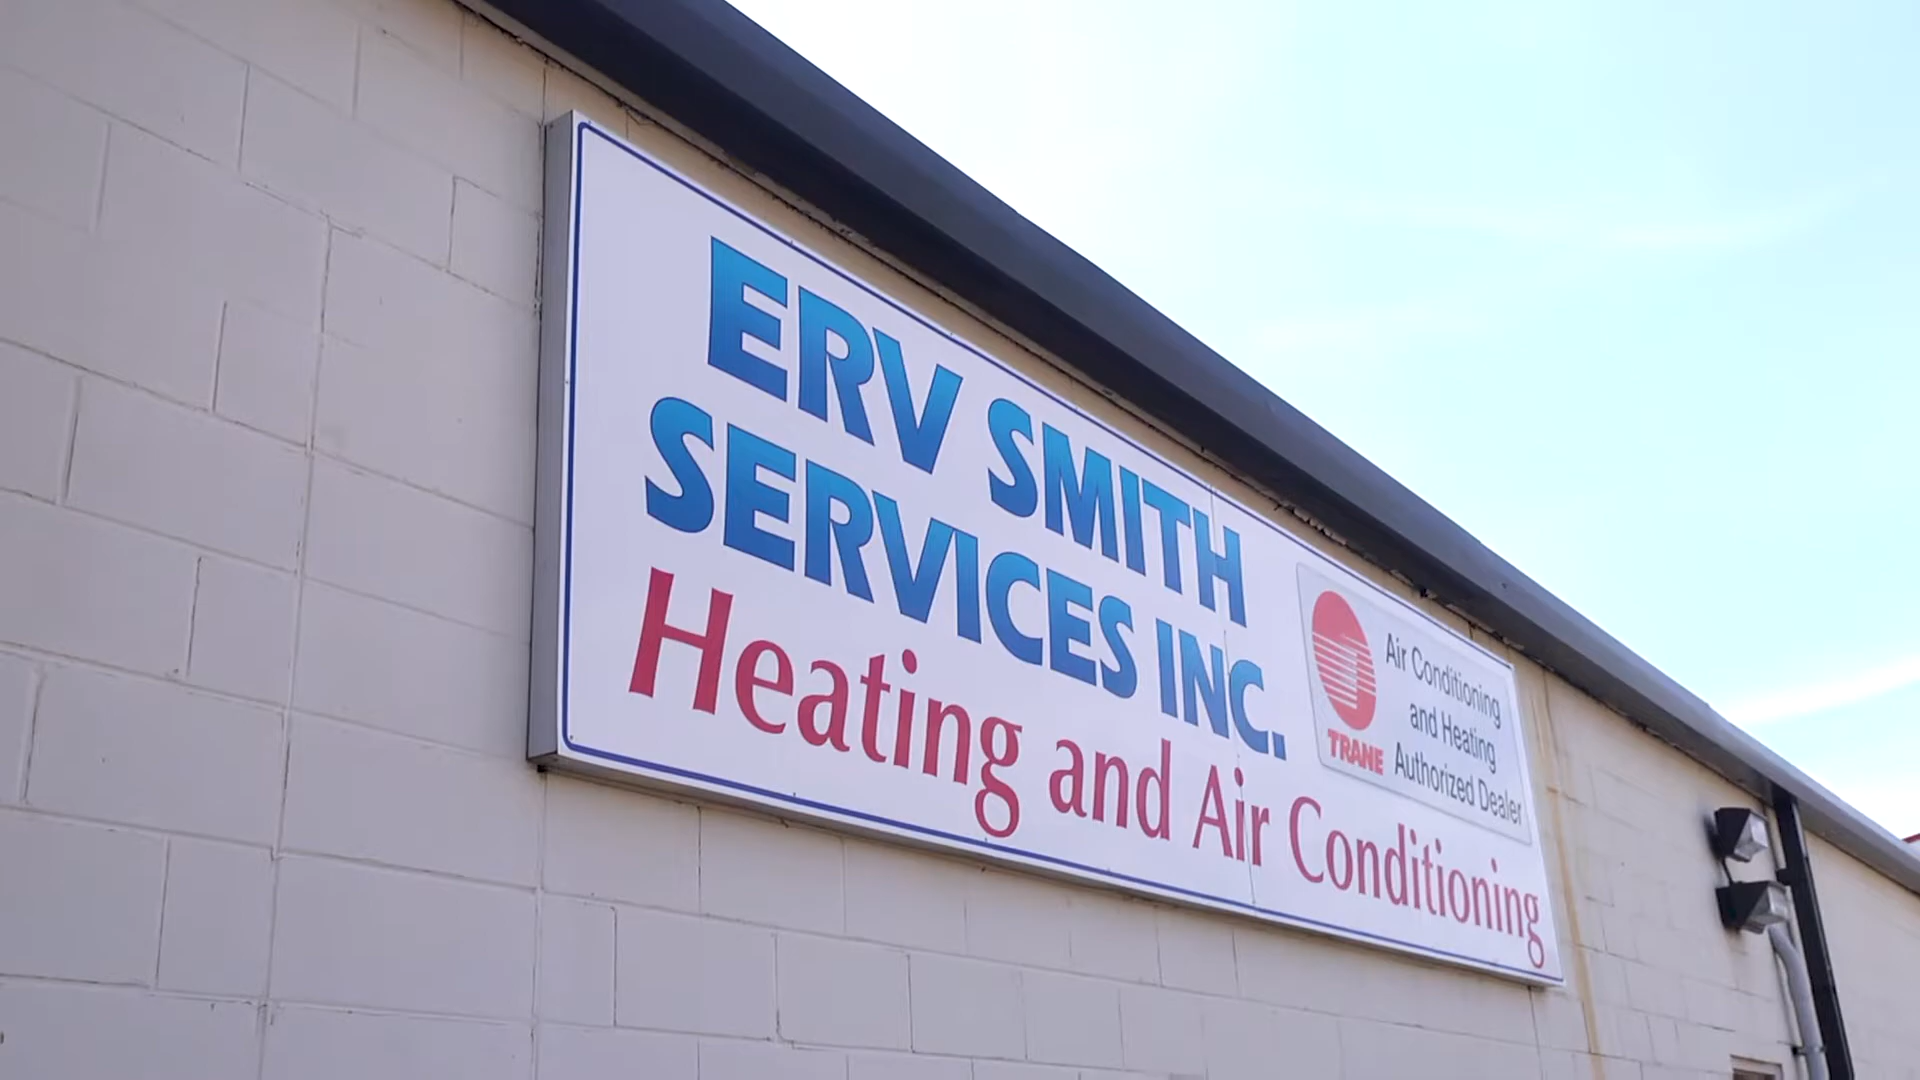 ERV SMITH
SERVICES INC.
Heating and Air Conditioning
TRANE
Air Conditioning
and Heating
Authorized Dealer